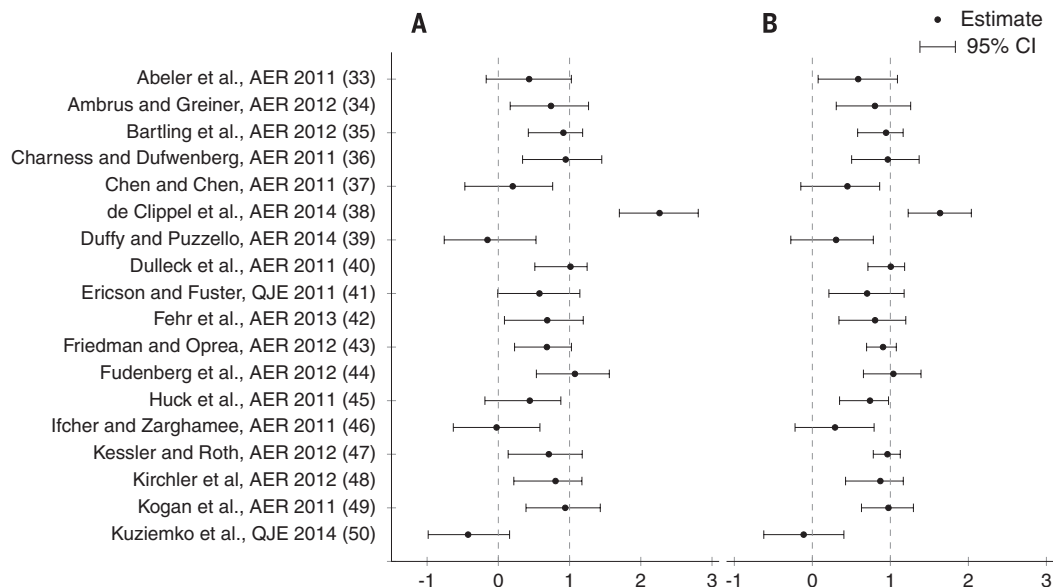 A
B
Estimate
95% CI
Abeler et al., AER 2011 (33)
Ambrus and Greiner, AER 2012 (34)
Bartling et al., AER 2012 (35)
Charness and Dufwenberg, AER 2011 (36)
Chen and Chen, AER 2011 (37)
de Clippel et al., AER 2014 (38)
Duffy and Puzzello, AER 2014 (39)
Dulleck et al., AER 2011 (40)
Ericson and Fuster, QJE 2011 (41)
Fehr et al., AER 2013 (42)
Friedman and Oprea, AER 2012 (43)
Fudenberg et al., AER 2012 (44)
Huck et al., AER 2011 (45)
Ifcher and Zarghamee, AER 2011 (46)
Kessler and Roth, AER 2012 (47)
Kirchler et al, AER 2012 (48)
Kogan et al., AER 2011 (49)
Kuziemko et al., QJE 2014 (50)
-1 0 1 2 3
-1 0 1 2 3